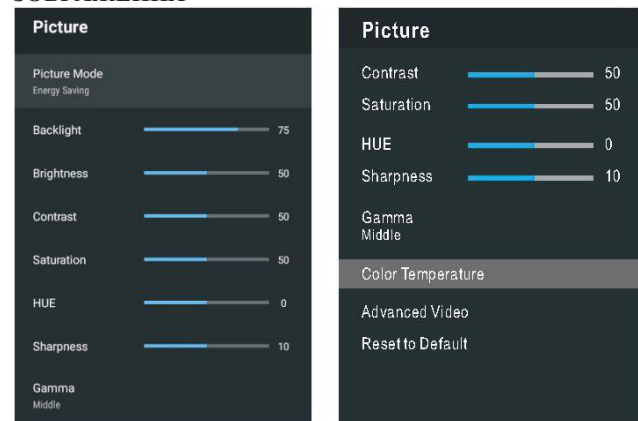 Picture
Picture Mode
Energy Saving
Backlight 75
Brightness 50
Contrast 50
Saturation 50
HUE 0
Sharpness 10
Gamma
Middle
Picture
Contrast 50
Saturation 50
HUE 0
Sharpness 10
Gamma
Middle
Color Temperature
Advanced Video
Reset to Default